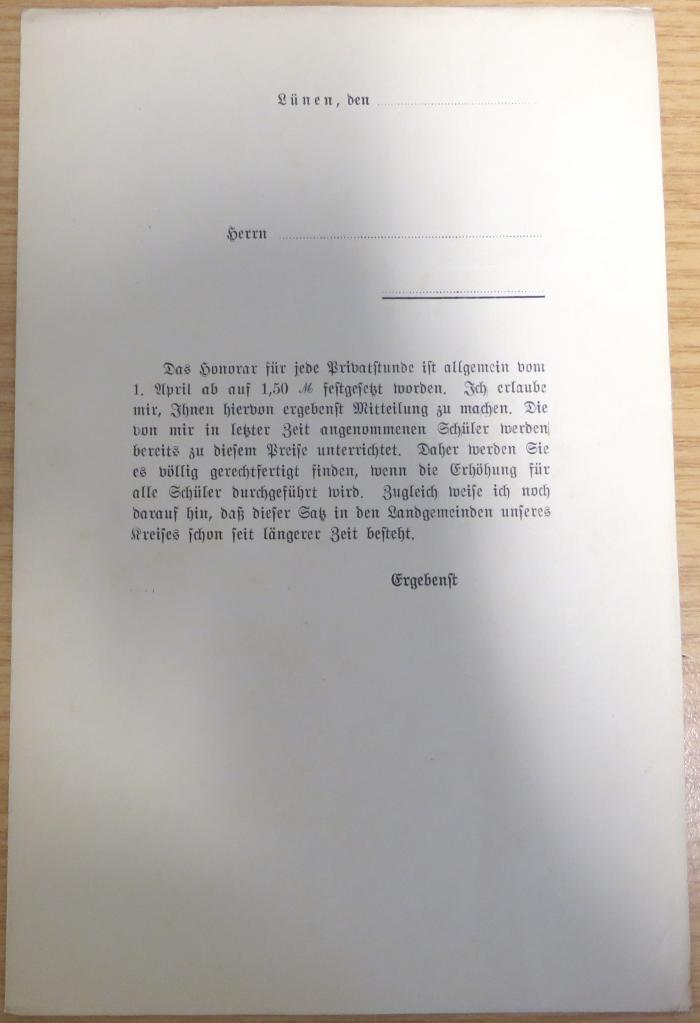 Lünen, den
Herrn
Das Honorar für jede Privatstunde ist allgemein vom
1. April ab auf 1,50 ℳ festgesetzt worden. Ich erlaube
mir, Ihnen hiervon ergebenst Mitteilung zu machen. Die
von mir in letzter Zeit angenommenen Schüler werden
bereits zu diesem Preise unterrichtet. Daher werden Sie
es völlig gerechtfertigt finden, wenn die Erhöhung für
alle Schüler durchgeführt wird. Zugleich weise ich noch
darauf hin, daß dieser Satz in den Landgemeinden unseres
Kreises schon seit längerer Zeit besteht.
Ergebenst